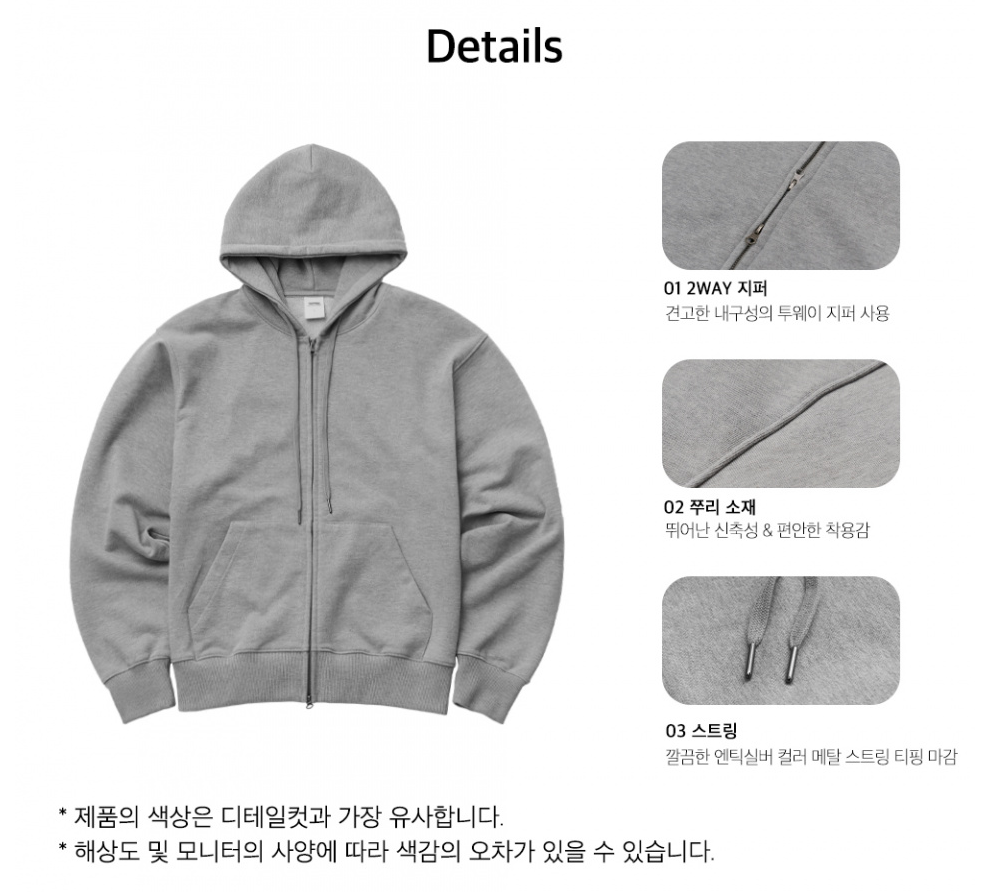 Details
01 2WAY 지퍼
견고한 내구성의 투웨이 지퍼 사용
02 쭈리 소재
뛰어난 신축성 & 편안한 착용감
03 스트링
깔끔한 엔틱실버 컬러 메탈 스트링 티핑 마감
* 제품의 색상은 디테일컷과 가장 유사합니다.
* 해상도 및 모니터의 사양에 따라 색감의 오차가 있을 수 있습니다.